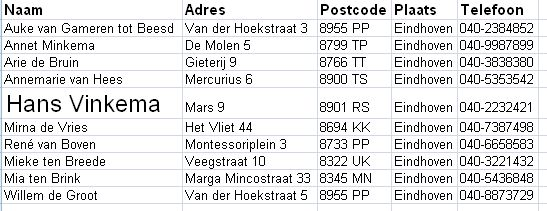 Naam Adres Postcode Plaats Telefoon
Auke van Gameren tot Beesd Van der Hoekstraat 3 8955 PP Eindhoven 040-2384852
Annet Minkema De Molen 5 8799 TP Eindhoven 040-9987899
Arie de Bruin Gieterij 9 8766 TT Eindhoven 040-3838380
Annemarie van Hees Mercurius 6 8900 TS Eindhoven 040-5353542
Hans Vinkema Mars 9 8901 RS Eindhoven 040-2232421
Mirna de Vries Het Vliet 44 8694 KK Eindhoven 040-7387498
René van Boven Montessoriplein 3 8733 PP Eindhoven 040-6658583
Mieke ten Breede Veegstraat 10 8322 UK Eindhoven 040-3221432
Mia ten Brink Marga Mincostraat 33 8345 MN Eindhoven 040-5436848
Willem de Groot Van der Hoekstraat 5 8955 PP Eindhoven 040-8873729